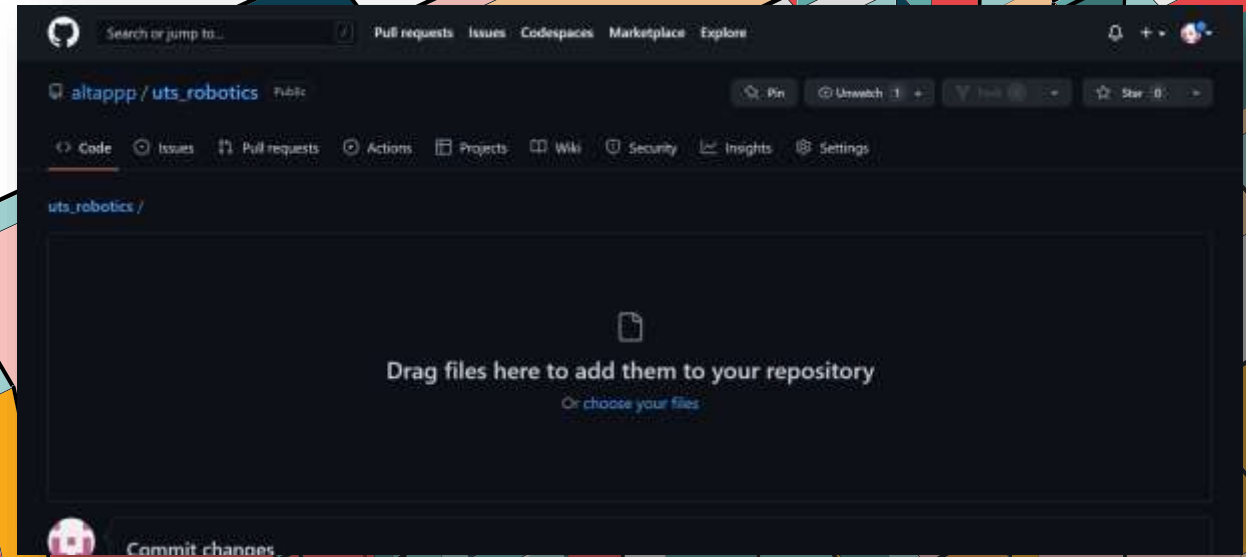 Search or jump to... / Pull requests Issues Codespaces Marketplace Explore
altappp / uts_robotics Public Pin Unwatch 1 Star 0
Code Issues Pull requests Actions Projects Wiki Security Insights Settings
uts_robotics /
Drag files here to add them to your repository
Or choose your files
Commit changes